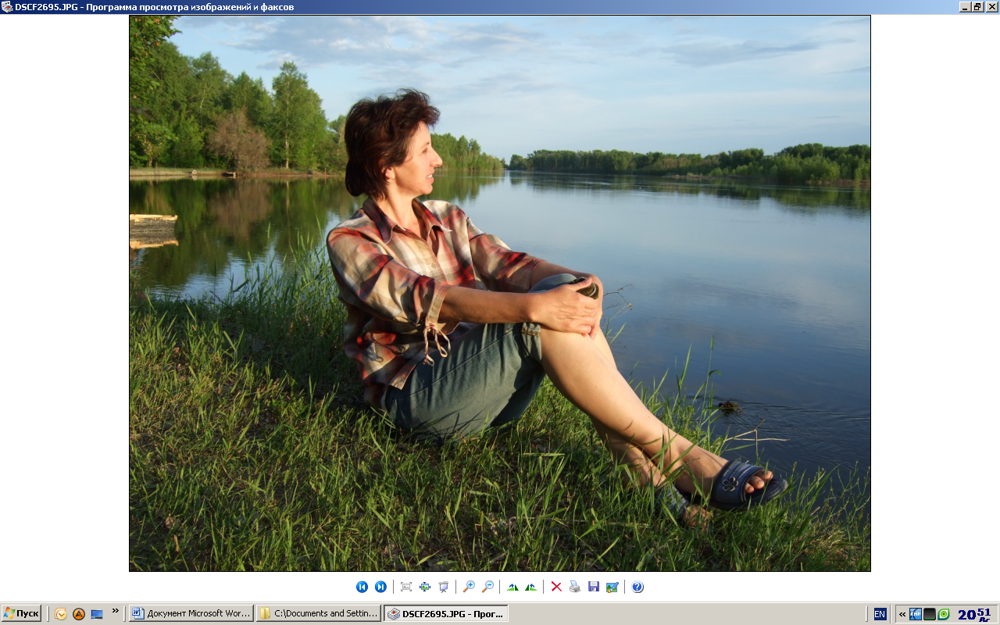 DSCF2695.JPG - Программа просмотра изображений и факсов
Пуск
»
Документ Microsoft Wor...
C:\Documents and Settin...
DSCF2695.JPG - Прог...
EN
«
KMP
20 51